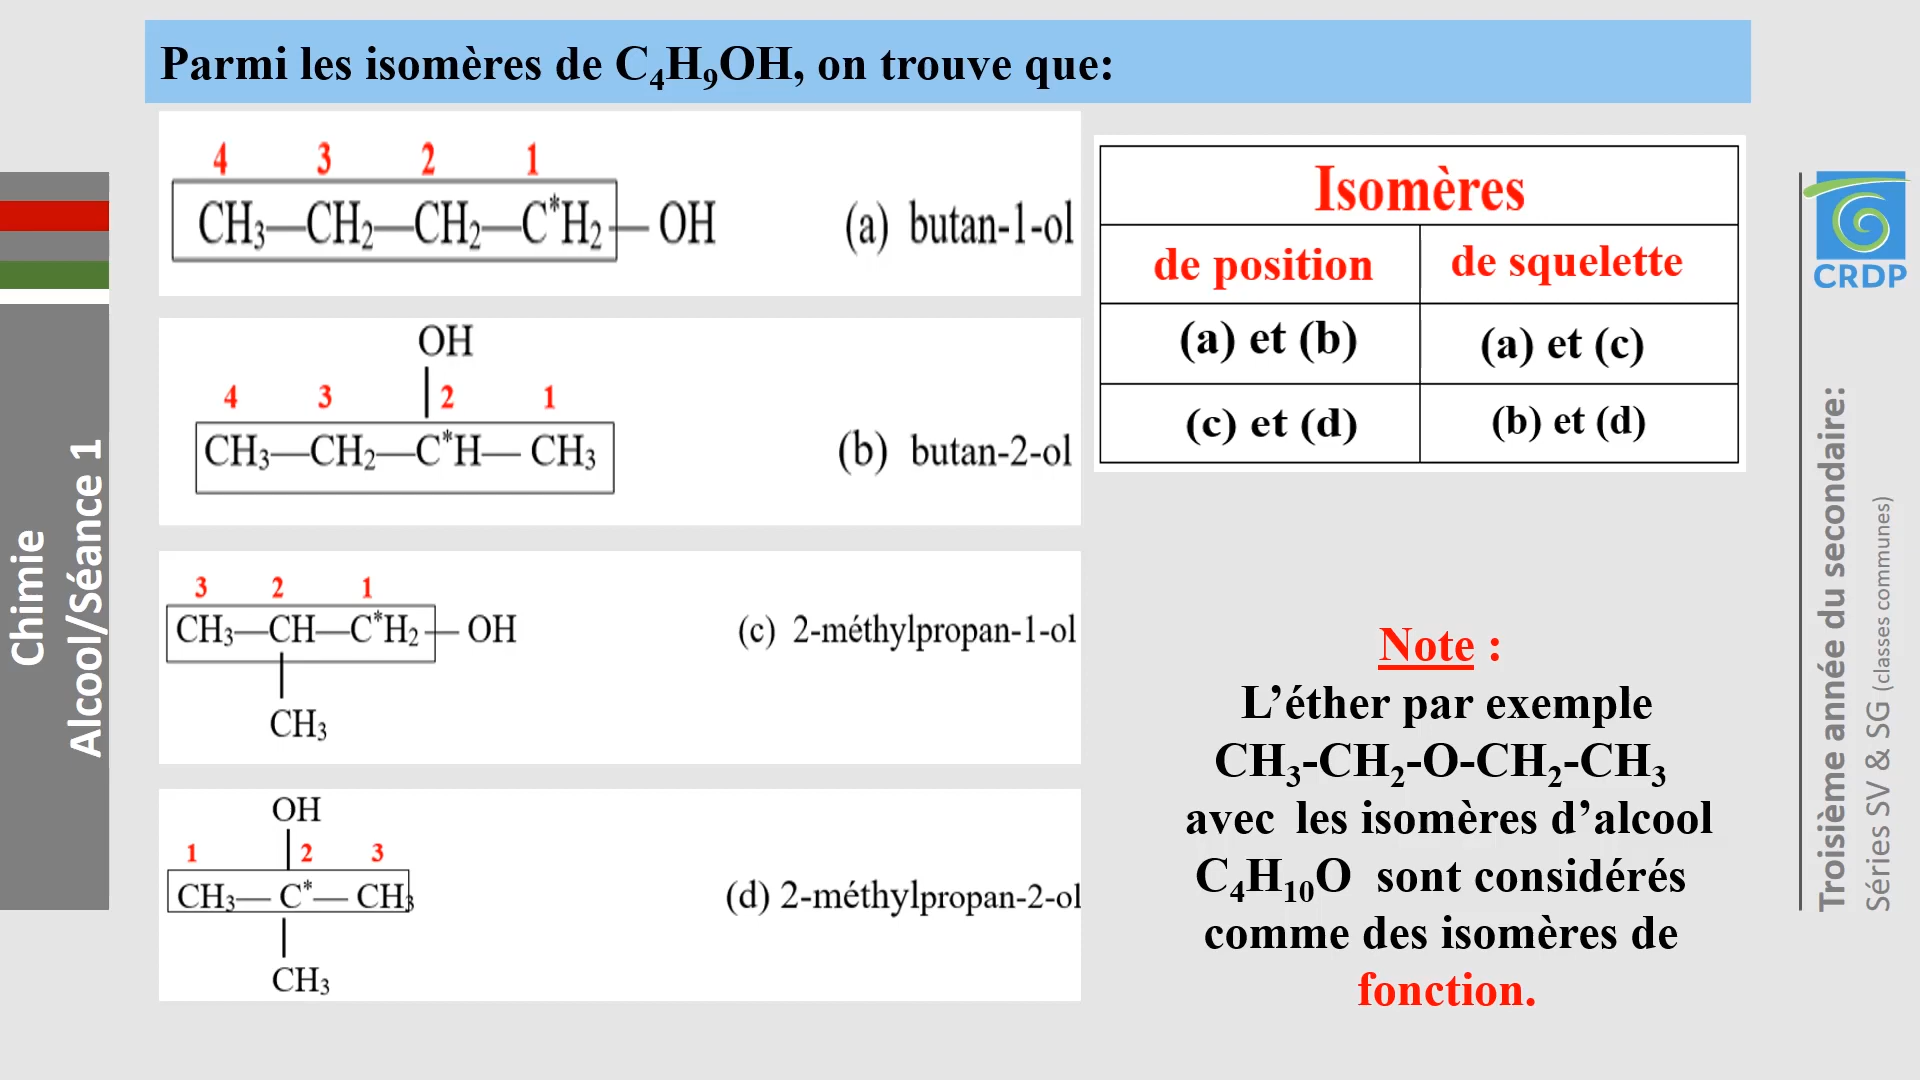 Parmi les isomères de C₄H₉OH, on trouve que:
4 3 2 1
CH₃—CH₂—CH₂—C*H₂— OH (a) butan-1-ol
OH
4 3 2 1
CH₃—CH₂—C*H— CH₃ (b) butan-2-ol
3 2 1
CH₃—CH—C*H₂— OH (c) 2-méthylpropan-1-ol
CH₃
OH
1 2 3
CH₃— C*— CH₃ (d) 2-méthylpropan-2-ol
CH₃
Isomères
de position de squelette
(a) et (b) (a) et (c)
(c) et (d) (b) et (d)
Note :
L’éther par exemple
CH₃-CH₂-O-CH₂-CH₃
avec les isomères d’alcool
C₄H₁₀O sont considérés
comme des isomères de
fonction.
Chimie
Alcool/Séance 1
CRDP
Troisième année du secondaire:
Séries SV & SG (classes communes)